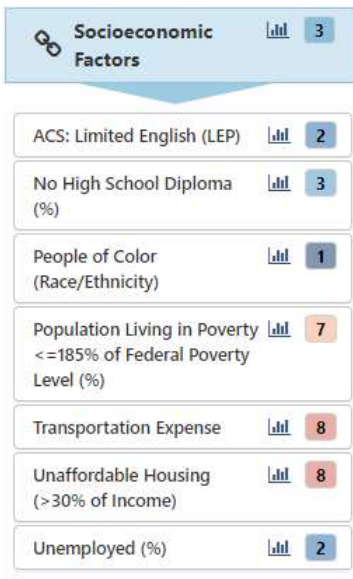 Socioeconomic 3
Factors
ACS: Limited English (LEP) 2
No High School Diploma 3
(%)
People of Color 1
(Race/Ethnicity)
Population Living in Poverty 7
<=185% of Federal Poverty
Level (%)
Transportation Expense 8
Unaffordable Housing 8
(>30% of Income)
Unemployed (%) 2